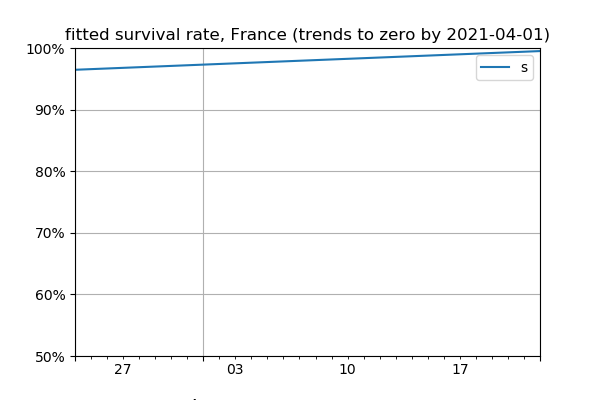 fitted survival rate, France (trends to zero by 2021-04-01)
100%
s
90%
80%
70%
60%
50%
27 03 10 17